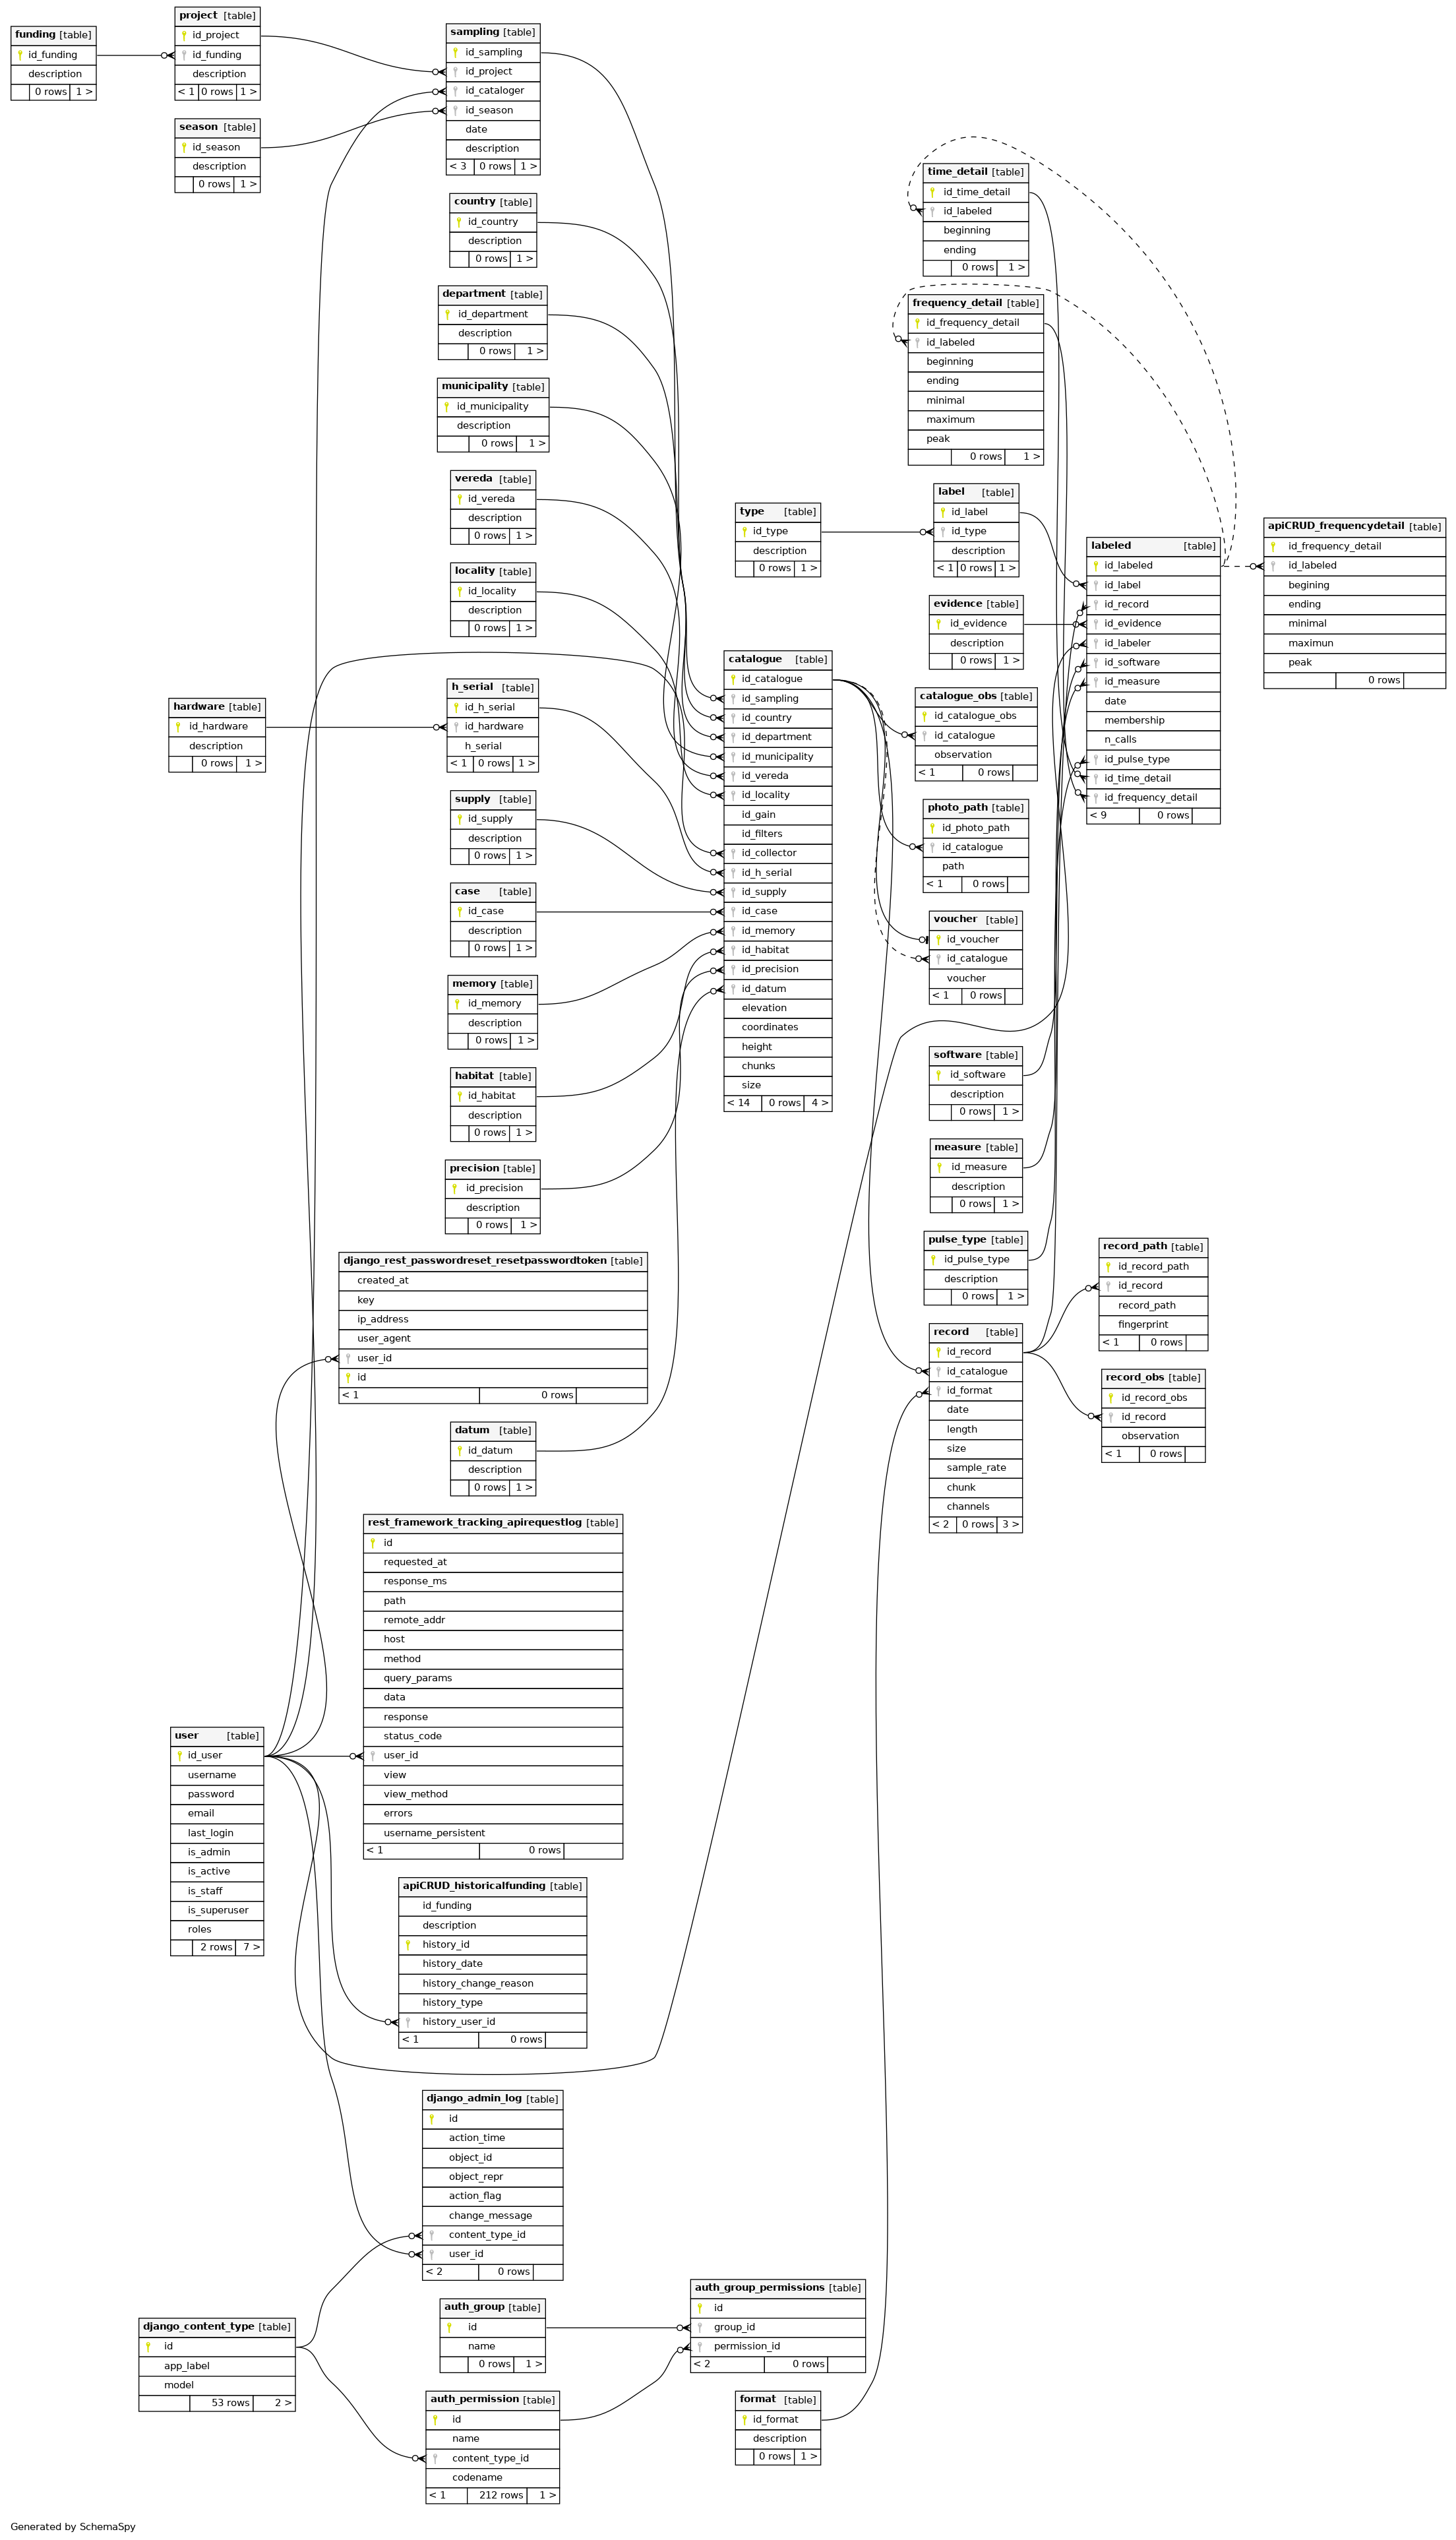 funding [table]
id_funding
description
0 rows 1 >
project [table]
id_project
id_funding
description
< 1 0 rows 1 >
season [table]
id_season
description
0 rows 1 >
sampling [table]
id_sampling
id_project
id_cataloger
id_season
date
description
< 3 0 rows 1 >
country [table]
id_country
description
0 rows 1 >
department [table]
id_department
description
0 rows 1 >
municipality [table]
id_municipality
description
0 rows 1 >
vereda [table]
id_vereda
description
0 rows 1 >
locality [table]
id_locality
description
0 rows 1 >
hardware [table]
id_hardware
description
0 rows 1 >
h_serial [table]
id_h_serial
id_hardware
h_serial
< 1 0 rows 1 >
supply [table]
id_supply
description
0 rows 1 >
case [table]
id_case
description
0 rows 1 >
memory [table]
id_memory
description
0 rows 1 >
habitat [table]
id_habitat
description
0 rows 1 >
precision [table]
id_precision
description
0 rows 1 >
django_rest_passwordreset_resetpasswordtoken [table]
created_at
key
ip_address
user_agent
user_id
id
< 1 0 rows
datum [table]
id_datum
description
0 rows 1 >
rest_framework_tracking_apirequestlog [table]
id
requested_at
response_ms
path
remote_addr
host
method
query_params
data
response
status_code
user_id
view
view_method
errors
username_persistent
< 1 0 rows
user [table]
id_user
username
password
email
last_login
is_admin
is_active
is_staff
is_superuser
roles
2 rows 7 >
apiCRUD_historicalfunding [table]
id_funding
description
history_id
history_date
history_change_reason
history_type
history_user_id
< 1 0 rows
django_admin_log [table]
id
action_time
object_id
object_repr
action_flag
change_message
content_type_id
user_id
< 2 0 rows
django_content_type [table]
id
app_label
model
53 rows 2 >
auth_group [table]
id
name
0 rows 1 >
auth_permission [table]
id
name
content_type_id
codename
< 1 212 rows 1 >
auth_group_permissions [table]
id
group_id
permission_id
< 2 0 rows
format [table]
id_format
description
0 rows 1 >
type [table]
id_type
description
0 rows 1 >
catalogue [table]
id_catalogue
id_sampling
id_country
id_department
id_municipality
id_vereda
id_locality
id_gain
id_filters
id_collector
id_h_serial
id_supply
id_case
id_memory
id_habitat
id_precision
id_datum
elevation
coordinates
height
chunks
size
< 14 0 rows 4 >
time_detail [table]
id_time_detail
id_labeled
beginning
ending
0 rows 1 >
frequency_detail [table]
id_frequency_detail
id_labeled
beginning
ending
minimal
maximum
peak
0 rows 1 >
label [table]
id_label
id_type
description
< 1 0 rows 1 >
evidence [table]
id_evidence
description
0 rows 1 >
catalogue_obs [table]
id_catalogue_obs
id_catalogue
observation
< 1 0 rows
photo_path [table]
id_photo_path
id_catalogue
path
< 1 0 rows
voucher [table]
id_voucher
id_catalogue
voucher
< 1 0 rows
software [table]
id_software
description
0 rows 1 >
measure [table]
id_measure
description
0 rows 1 >
pulse_type [table]
id_pulse_type
description
0 rows 1 >
record [table]
id_record
id_catalogue
id_format
date
length
size
sample_rate
chunk
channels
< 2 0 rows 3 >
labeled [table]
id_labeled
id_label
id_record
id_evidence
id_labeler
id_software
id_measure
date
membership
n_calls
id_pulse_type
id_time_detail
id_frequency_detail
< 9 0 rows
record_path [table]
id_record_path
id_record
record_path
fingerprint
< 1 0 rows
record_obs [table]
id_record_obs
id_record
observation
< 1 0 rows
apiCRUD_frequencydetail [table]
id_frequency_detail
id_labeled
begining
ending
minimal
maximun
peak
0 rows
Generated by SchemaSpy